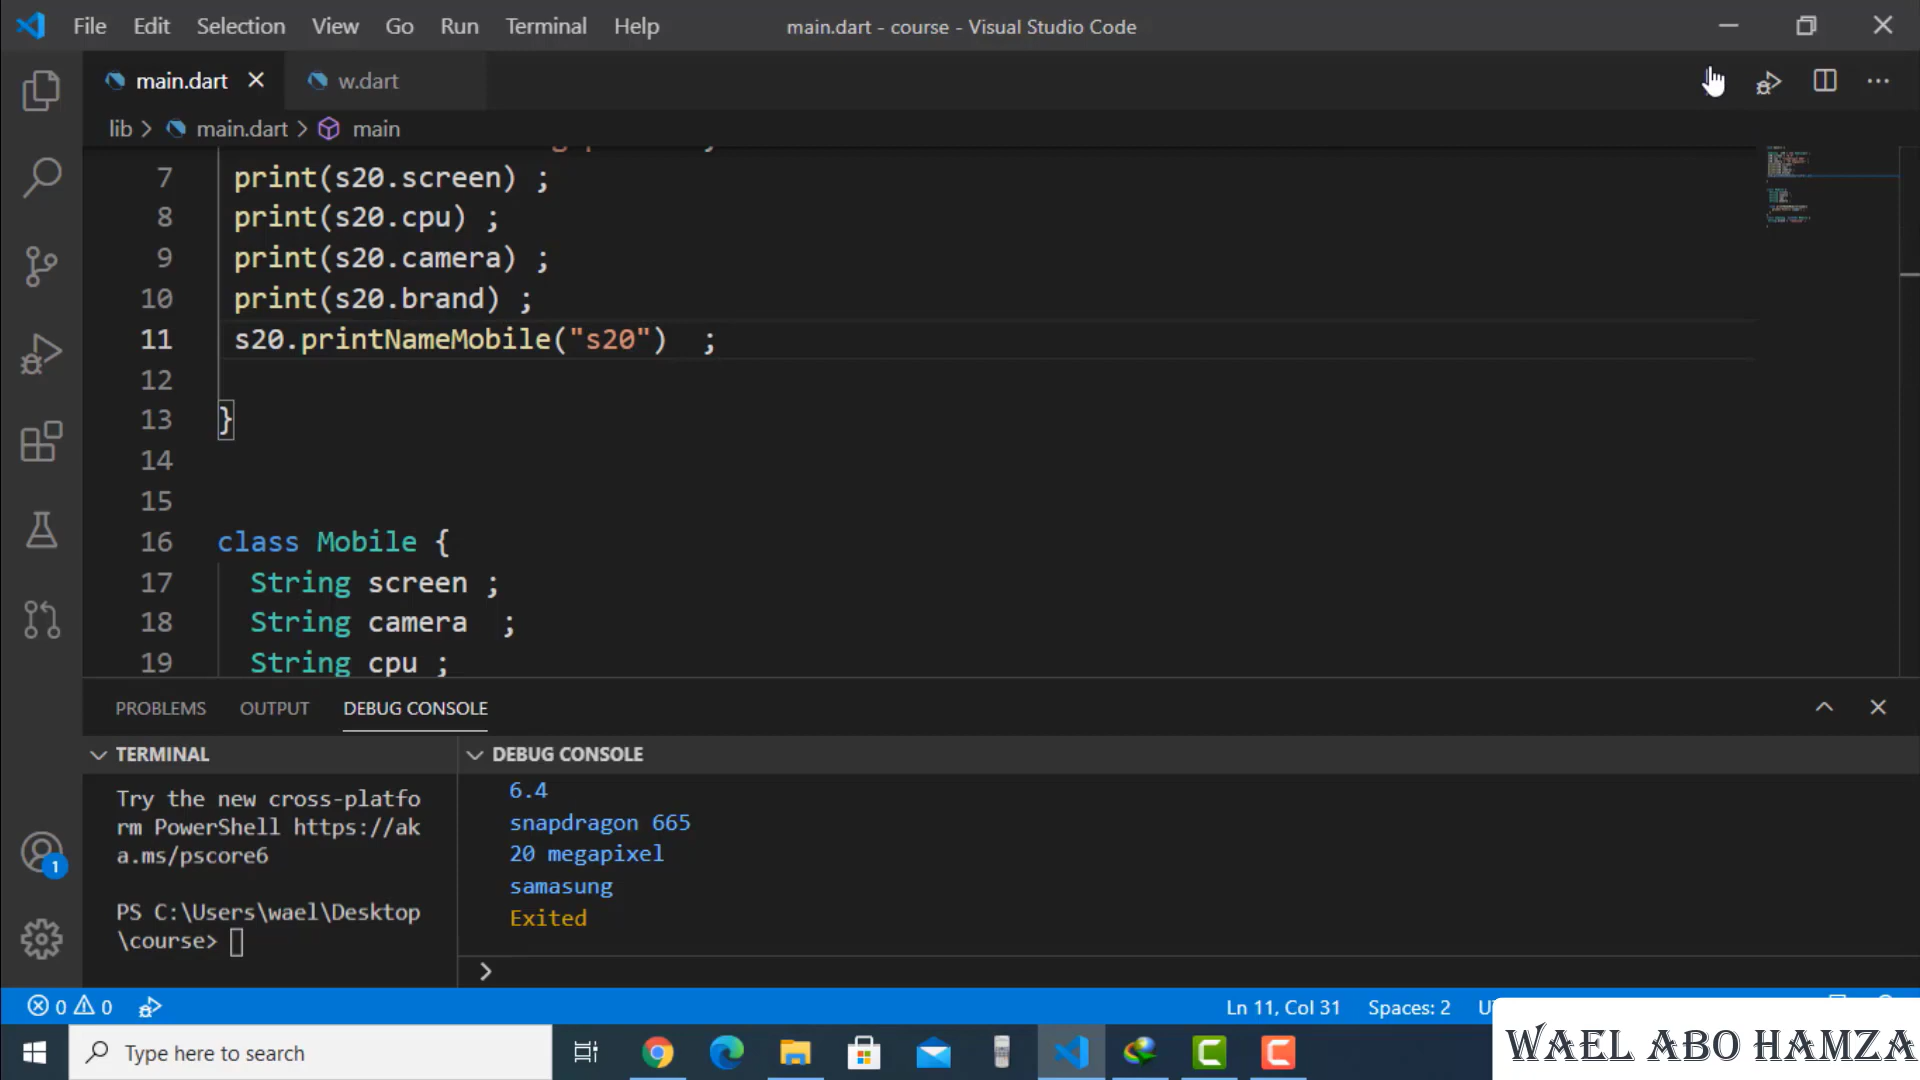 File Edit Selection View Go Run Terminal Help
main.dart - course - Visual Studio Code
main.dart w.dart
lib > main.dart > main
7 print(s20.screen) ;
8 print(s20.cpu) ;
9 print(s20.camera) ;
10 print(s20.brand) ;
11 s20.printNameMobile("s20")  ;
12
13 }
14
15
16 class Mobile {
17 String screen ;
18 String camera  ;
19 String cpu ;
PROBLEMS OUTPUT DEBUG CONSOLE
TERMINAL
Try the new cross-platfo
rm PowerShell https://ak
a.ms/pscore6
PS C:\Users\wael\Desktop
\course>
DEBUG CONSOLE
6.4
snapdragon 665
20 megapixel
samasung
Exited
>
1
0 0
Ln 11, Col 31 Spaces: 2
Type here to search
WAEL ABO HAMZA